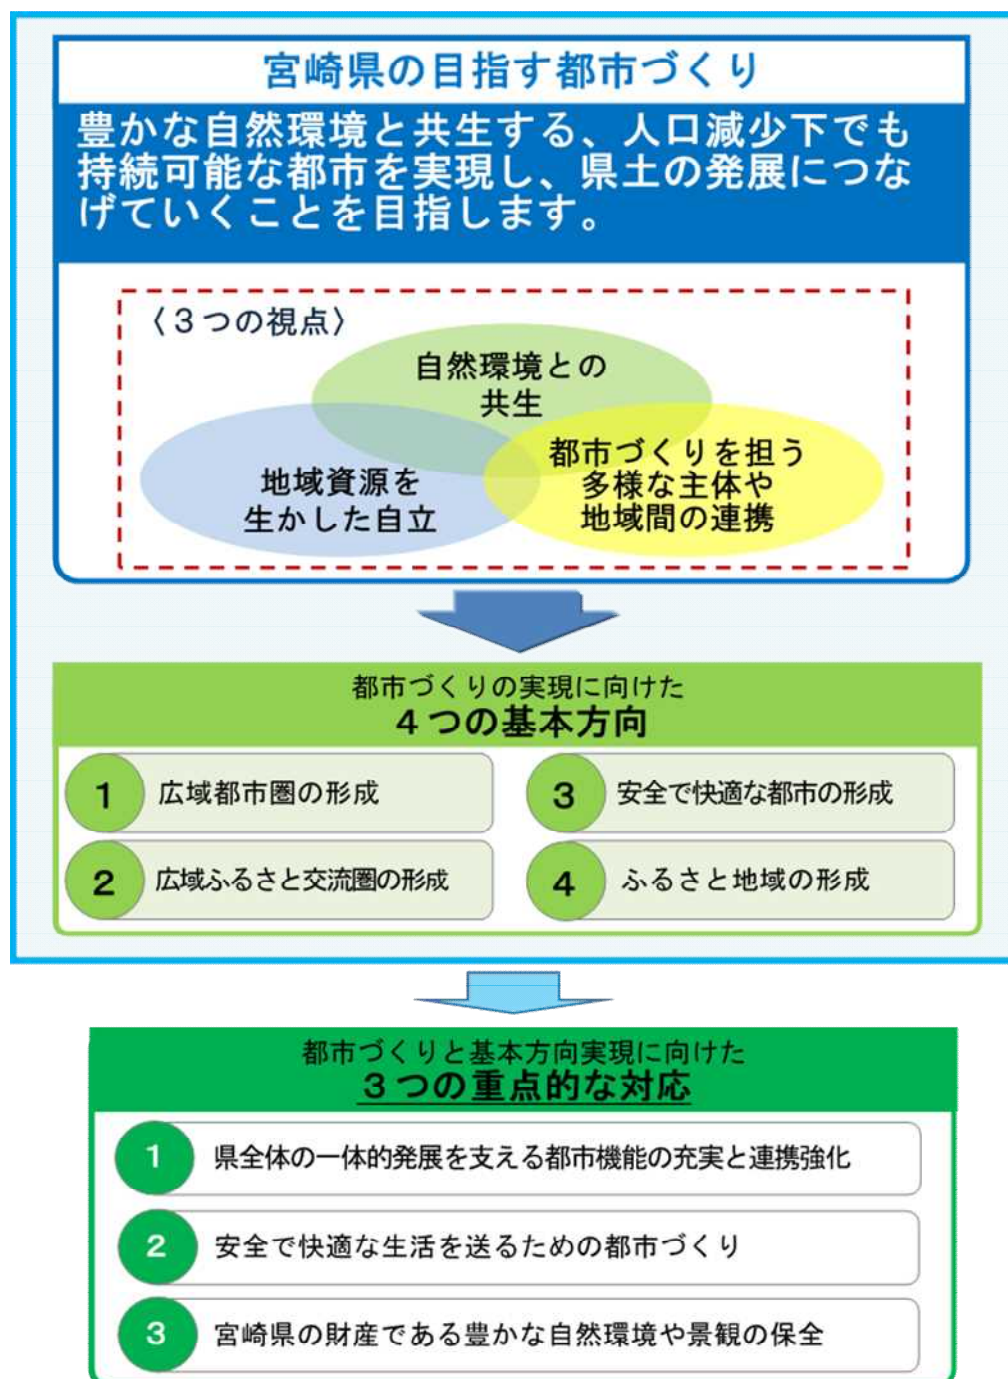 宮崎県の目指す都市づくり
豊かな自然環境と共生する、人口減少下でも
持続可能な都市を実現し、県土の発展につな
げていくことを目指します。
〈３つの視点〉
自然環境との
共生
地域資源を
生かした自立
都市づくりを担う
多様な主体や
地域間の連携
都市づくりの実現に向けた
４つの基本方向
1 広域都市圏の形成
2 広域ふるさと交流圏の形成
3 安全で快適な都市の形成
4 ふるさと地域の形成
都市づくりと基本方向実現に向けた
３つの重点的な対応
1 県全体の一体的発展を支える都市機能の充実と連携強化
2 安全で快適な生活を送るための都市づくり
3 宮崎県の財産である豊かな自然環境や景観の保全